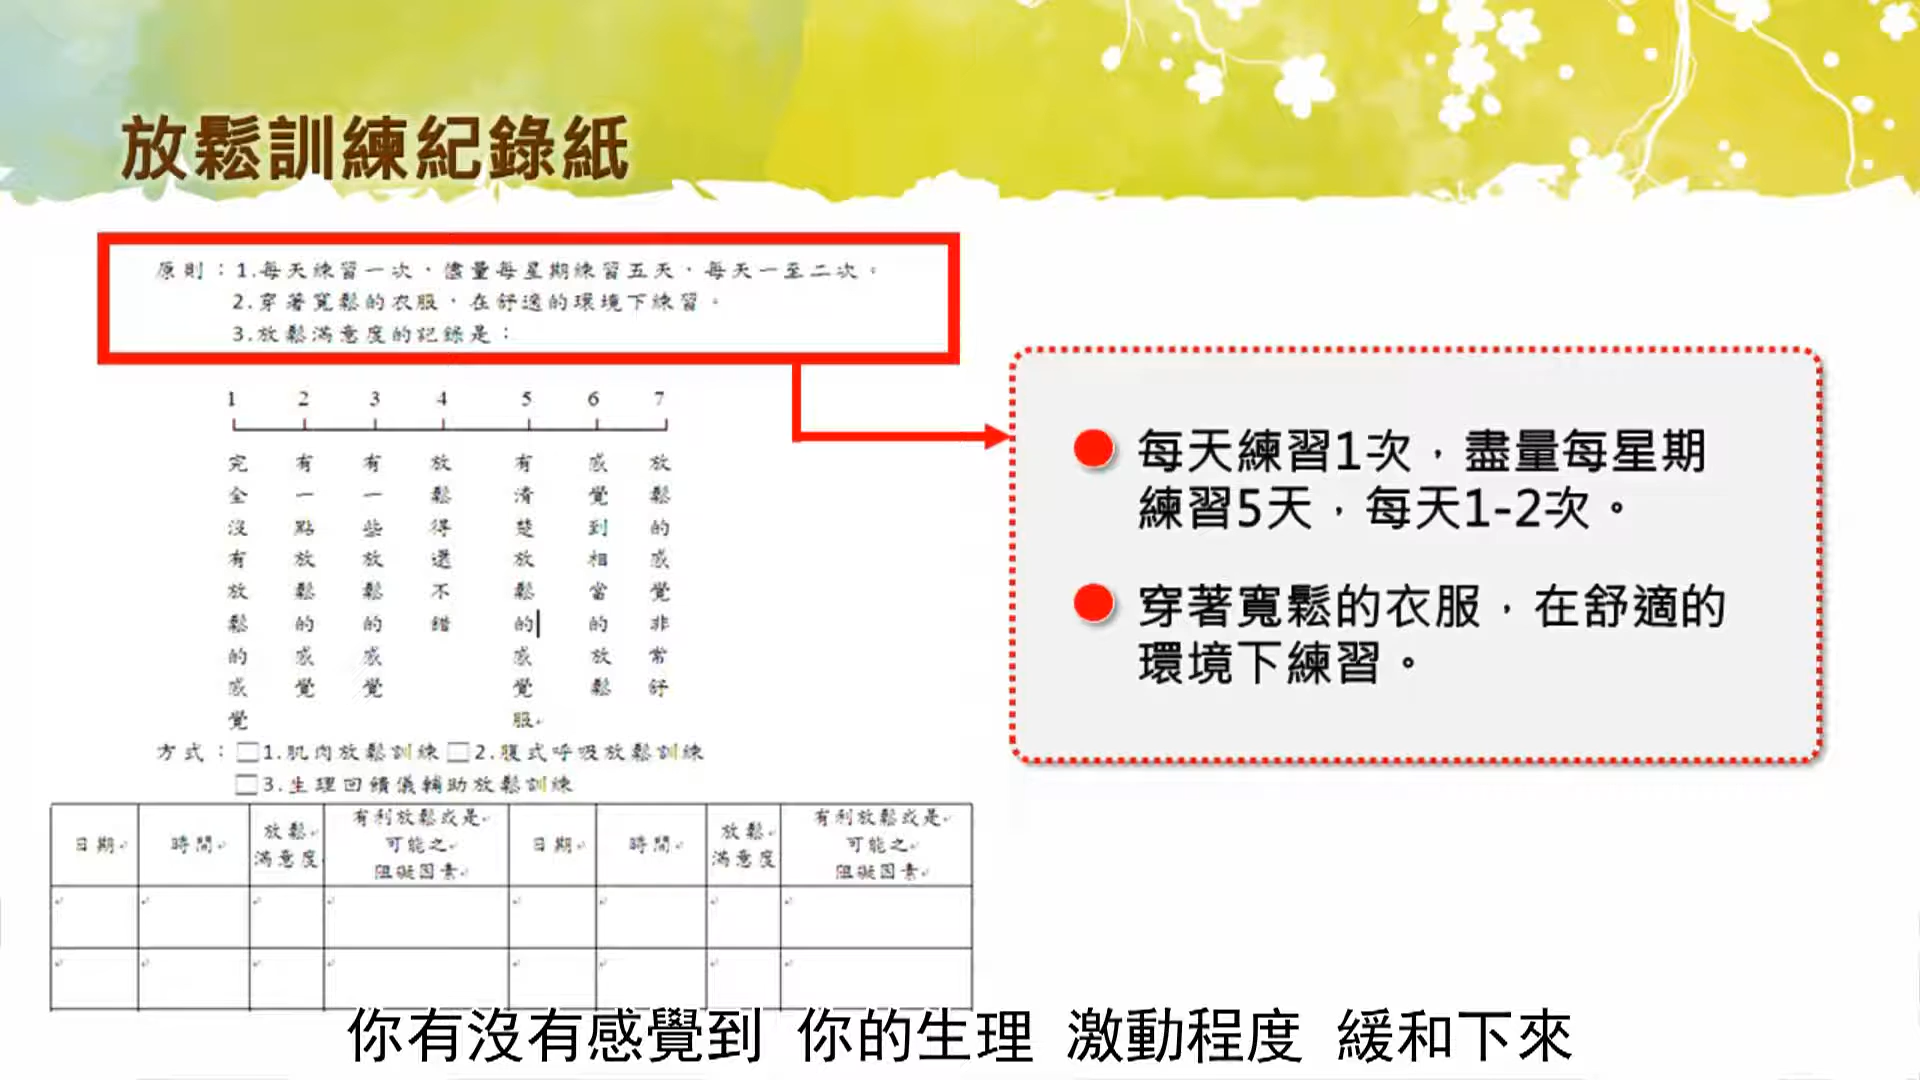 放鬆訓練紀錄紙
原則：1.每天練習一次，儘量每星期練習五天，每天一至二次。
2.穿著寬鬆的衣服，在舒適的環境下練習。
3.放鬆滿意度的記錄是：
1 2 3 4 5 6 7
完全沒有放鬆的感覺
有一點放鬆的感覺
有一些放鬆的感覺
放鬆得還不錯
有清楚放鬆的感覺服
感覺到相當的放鬆
放鬆的感覺非常舒
方式：□1.肌肉放鬆訓練□2.腹式呼吸放鬆訓練
□3.生理回饋儀輔助放鬆訓練
日期
時間
放鬆
滿意度
有利放鬆或是
可能之
阻礙因素
日期
時間
放鬆
滿意度
有利放鬆或是
可能之
阻礙因素
每天練習1次，盡量每星期
練習5天，每天1-2次。
穿著寬鬆的衣服，在舒適的
環境下練習。
你有沒有感覺到 你的生理 激動程度 緩和下來